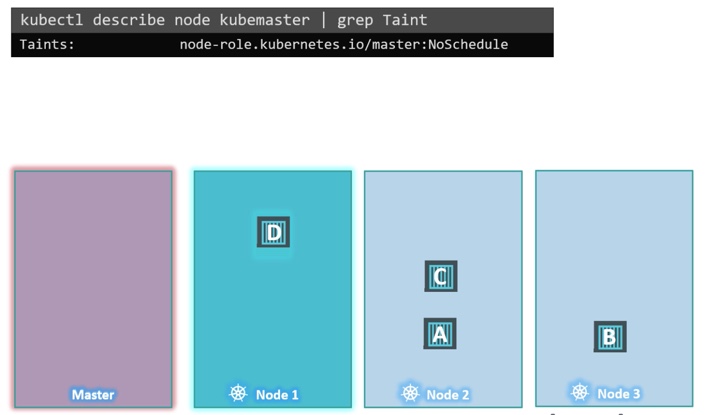 kubectl describe node kubemaster | grep Taint
Taints: node-role.kubernetes.io/master:NoSchedule
D
C
A
B
Master
Node 1
Node 2
Node 3